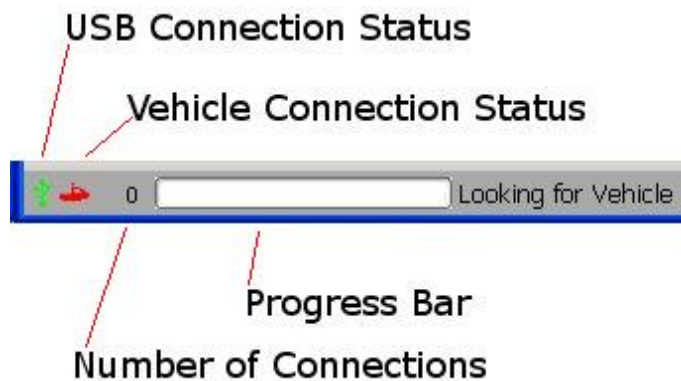 USB Connection Status
Vehicle Connection Status
0 Looking for Vehicle
Progress Bar
Number of Connections